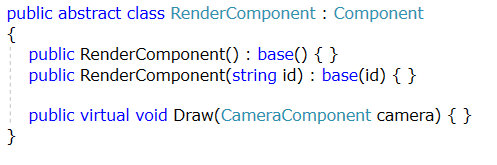 public abstract class RenderComponent : Component
{
public RenderComponent() : base() { }
public RenderComponent(string id) : base(id) { }
public virtual void Draw(CameraComponent camera) { }
}